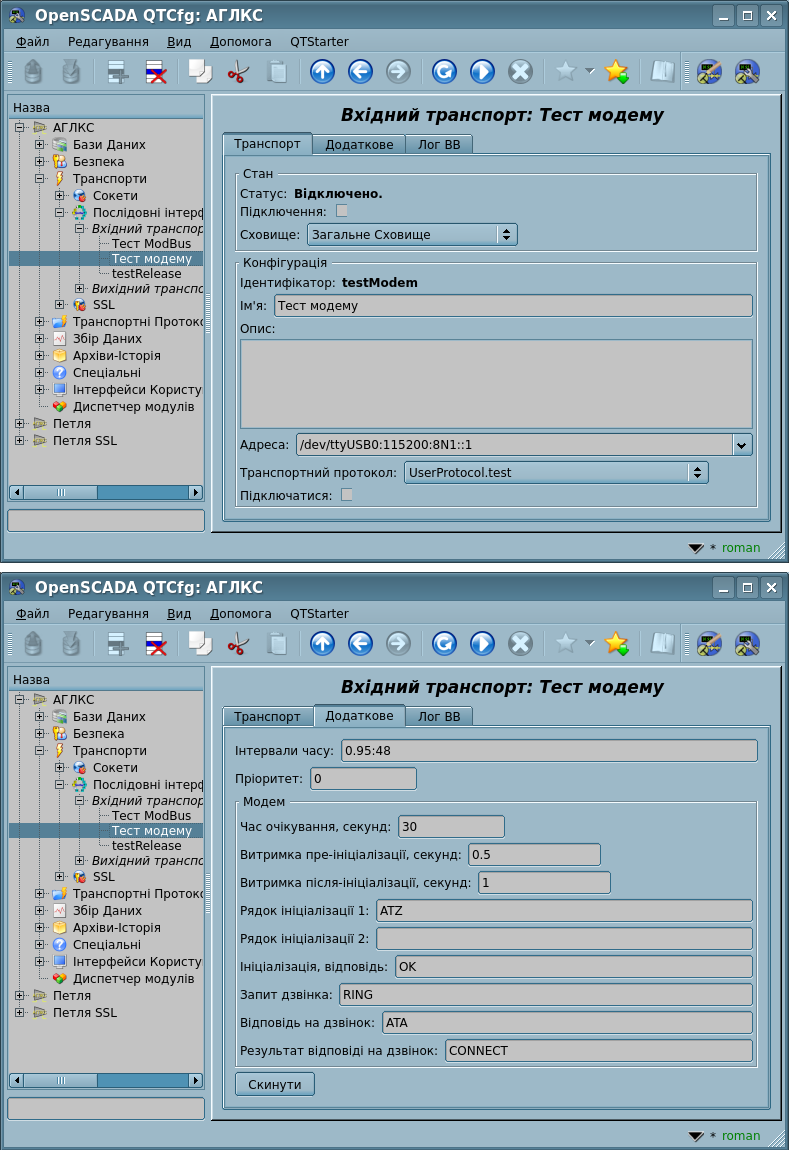 OpenSCADA QTCfg: АГЛКС
Файл Редагування Вид Допомога QTStarter
Назва
АГЛКС
Бази Даних
Безпека
Транспорти
Сокети
Послідовні інтерф
Вхідний транспор
Тест ModBus
Тест модему
testRelease
Вихідний транспо
SSL
Транспортні Проток
Збір Даних
Архіви-Історія
Спеціальні
Інтерфейси Користу
Диспетчер модулів
Петля
Петля SSL
Вхідний транспорт: Тест модему
Транспорт Додаткове Лог ВВ
Стан
Статус: Відключено.
Підключення:
Сховище: Загальне Сховище
Конфігурація
Ідентифікатор: testModem
Ім'я: Тест модему
Опис:
Адреса: /dev/ttyUSB0:115200:8N1::1
Транспортний протокол: UserProtocol.test
Підключатися:
* roman
OpenSCADA QTCfg: АГЛКС
Файл Редагування Вид Допомога QTStarter
Назва
АГЛКС
Бази Даних
Безпека
Транспорти
Сокети
Послідовні інтерф
Вхідний транспор
Тест ModBus
Тест модему
testRelease
Вихідний транспо
SSL
Транспортні Проток
Збір Даних
Архіви-Історія
Спеціальні
Інтерфейси Користу
Диспетчер модулів
Петля
Петля SSL
Вхідний транспорт: Тест модему
Транспорт Додаткове Лог ВВ
Інтервали часу: 0.95:48
Пріоритет: 0
Модем
Час очікування, секунд: 30
Витримка пре-ініціалізації, секунд: 0.5
Витримка після-ініціалізації, секунд: 1
Рядок ініціалізації 1: ATZ
Рядок ініціалізації 2:
Ініціалізація, відповідь: OK
Запит дзвінка: RING
Відповідь на дзвінок: ATA
Результат відповіді на дзвінок: CONNECT
Скинути
* roman